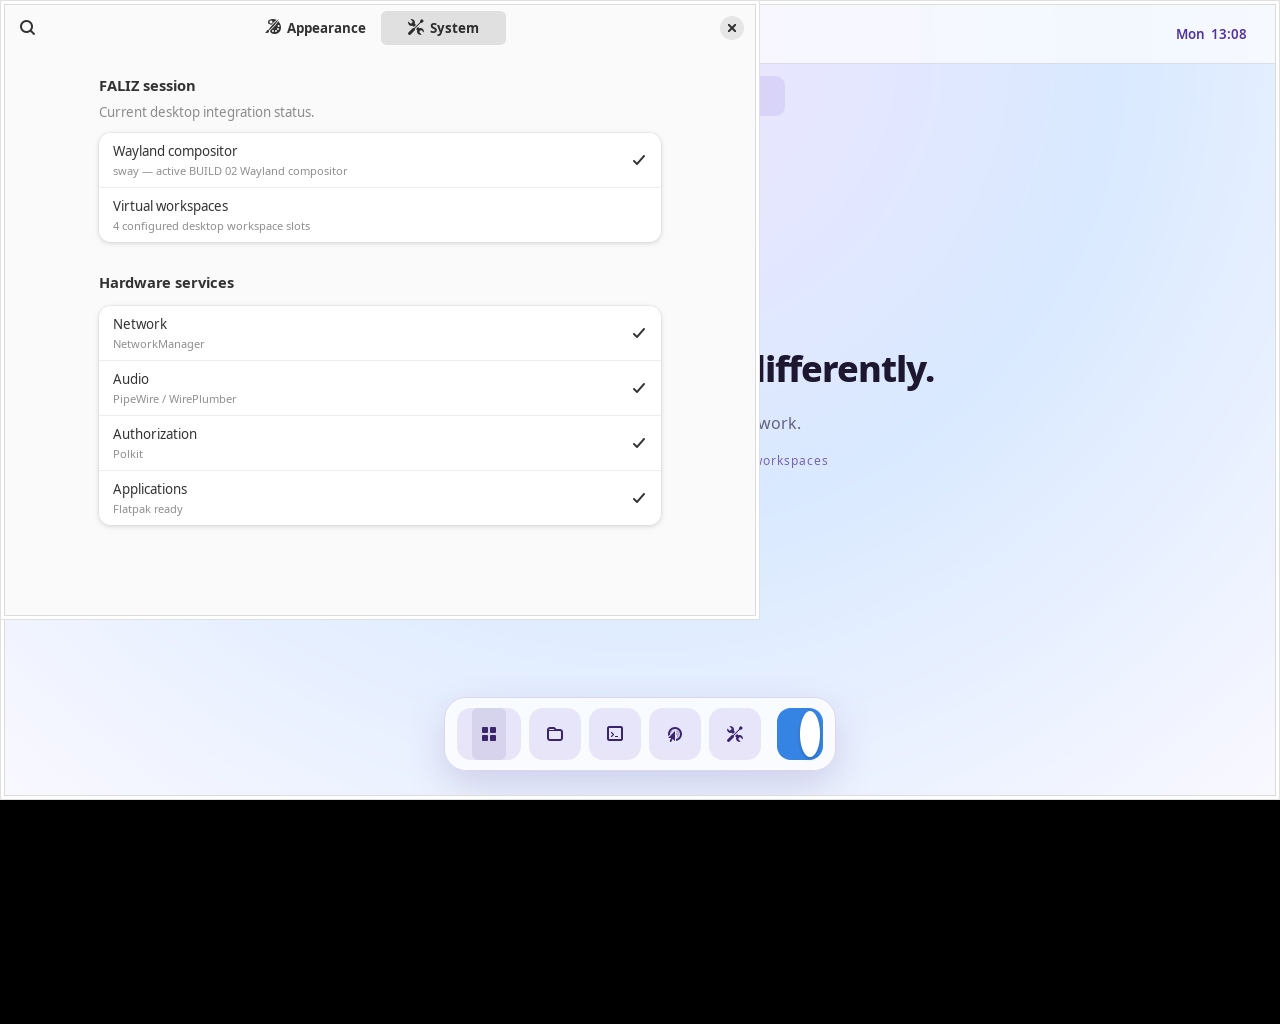 Appearance
System
Mon 13:08
FALIZ session
Current desktop integration status.
Wayland compositor
sway — active BUILD 02 Wayland compositor
Virtual workspaces
4 configured desktop workspace slots
Hardware services
Network
NetworkManager
Audio
PipeWire / WirePlumber
Authorization
Polkit
Applications
Flatpak ready
differently.
work.
workspaces